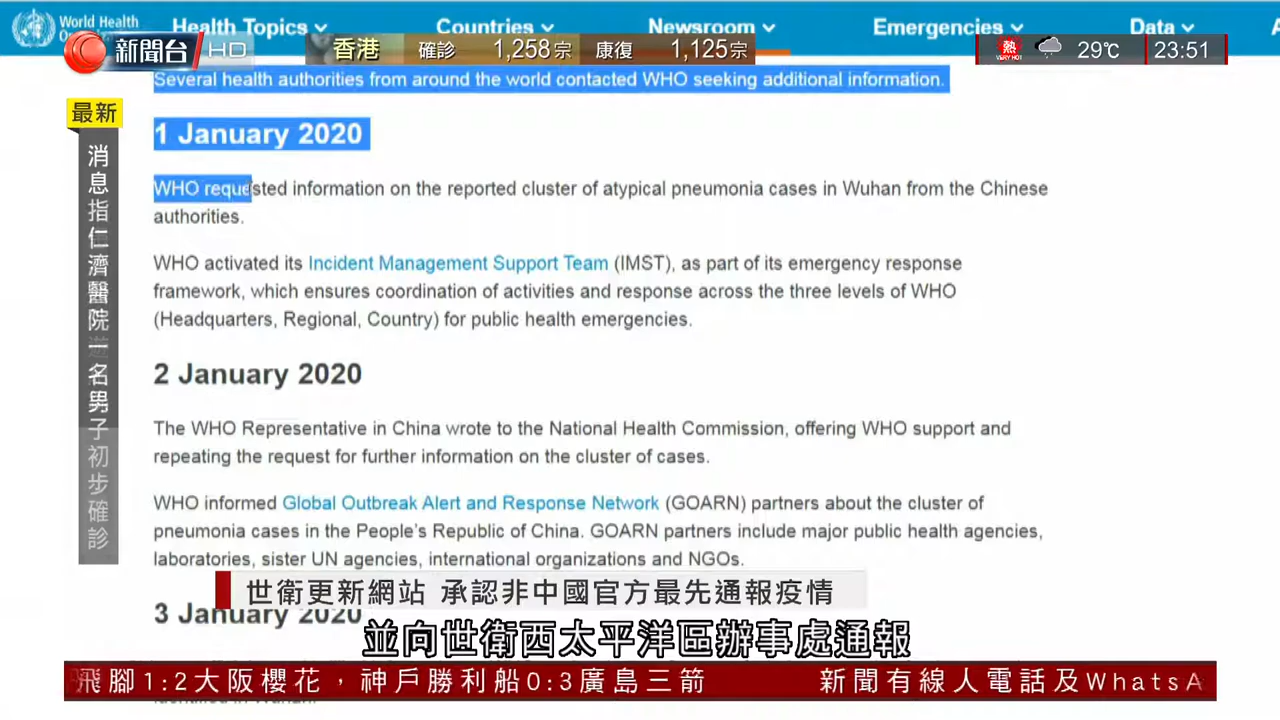 World Health
Health Topics
Countries
Newsroom
Emergencies
Data
新聞台 HD
香港 確診 1,258宗 康復 1,125宗
熱
VERY HOT
29℃
23:51
Several health authorities from around the world contacted WHO seeking additional information.
最新
消息指仁濟醫院一名男子初步確診
1 January 2020
WHO requested information on the reported cluster of atypical pneumonia cases in Wuhan from the Chinese
authorities.
WHO activated its Incident Management Support Team (IMST), as part of its emergency response
framework, which ensures coordination of activities and response across the three levels of WHO
(Headquarters, Regional, Country) for public health emergencies.
2 January 2020
The WHO Representative in China wrote to the National Health Commission, offering WHO support and
repeating the request for further information on the cluster of cases.
WHO informed Global Outbreak Alert and Response Network (GOARN) partners about the cluster of
pneumonia cases in the People's Republic of China. GOARN partners include major public health agencies,
laboratories, sister UN agencies, international organizations and NGOs.
世衛更新網站 承認非中國官方最先通報疫情
3 January 2020
並向世衛西太平洋區辦事處通報
飛腳1:2大阪櫻花，神戶勝利船0:3廣島三箭 新聞有線人電話及WhatsA